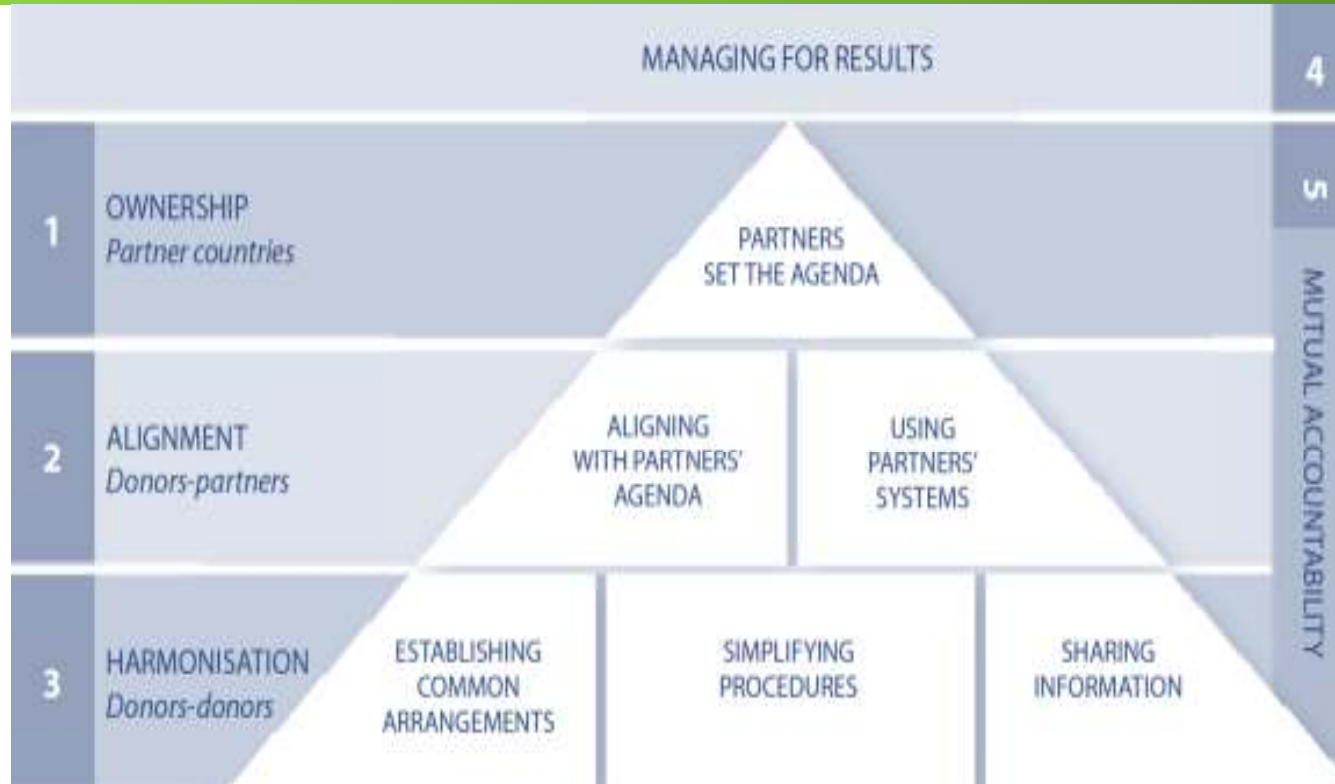 MANAGING FOR RESULTS
4
1
OWNERSHIP
Partner countries
PARTNERS
SET THE AGENDA
5
MUTUAL ACCOUNTABILITY
2
ALIGNMENT
Donors-partners
ALIGNING
WITH PARTNERS'
AGENDA
USING
PARTNERS'
SYSTEMS
3
HARMONISATION
Donors-donors
ESTABLISHING
COMMON
ARRANGEMENTS
SIMPLIFYING
PROCEDURES
SHARING
INFORMATION